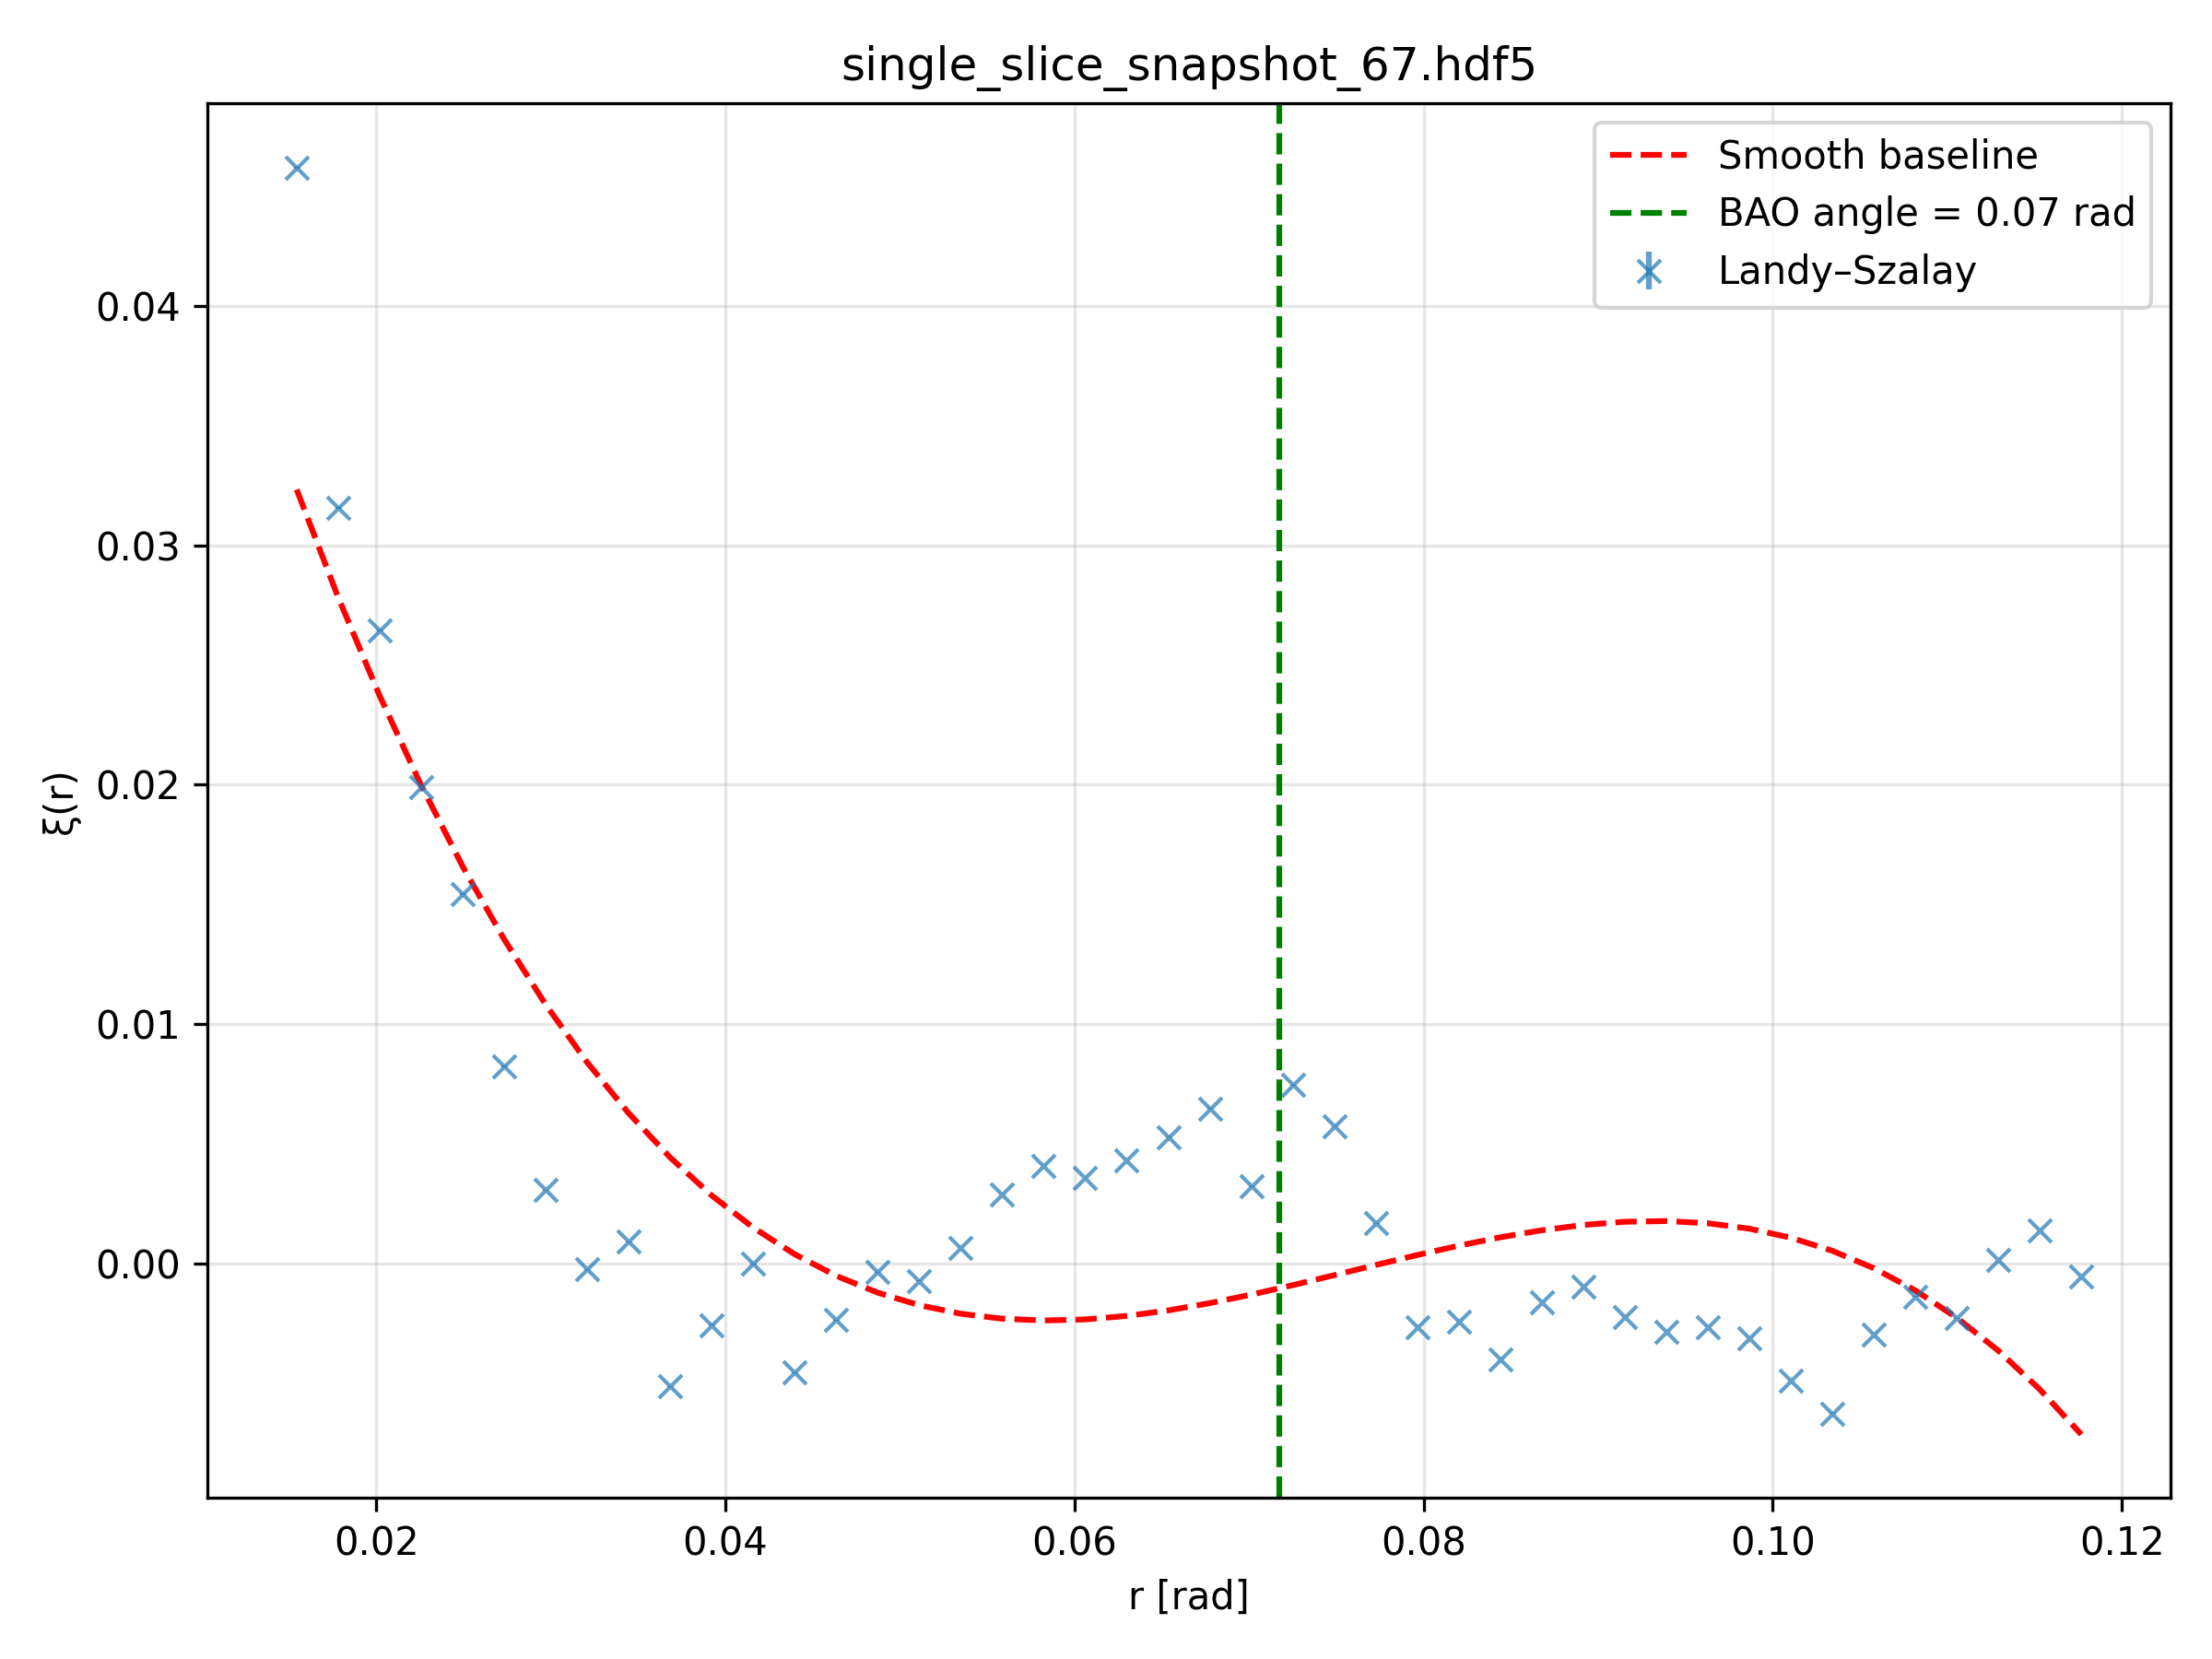 single_slice_snapshot_67.hdf5
Smooth baseline
BAO angle = 0.07 rad
Landy–Szalay
ξ(r)
0.04
0.03
0.02
0.01
0.00
0.02 0.04 0.06 0.08 0.10 0.12
r [rad]